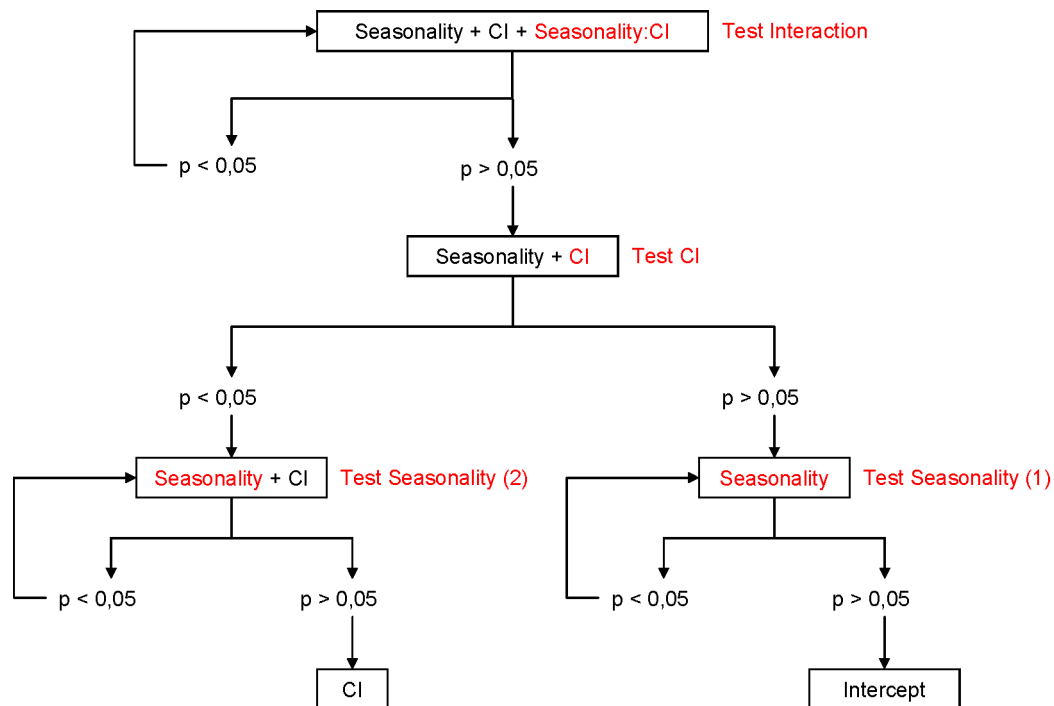 Seasonality + CI + Seasonality:CI Test Interaction
p < 0,05 p > 0,05
Seasonality + CI Test CI
p < 0,05 p > 0,05
Seasonality + CI Test Seasonality (2) Seasonality Test Seasonality (1)
p < 0,05 p > 0,05 p < 0,05 p > 0,05
CI Intercept